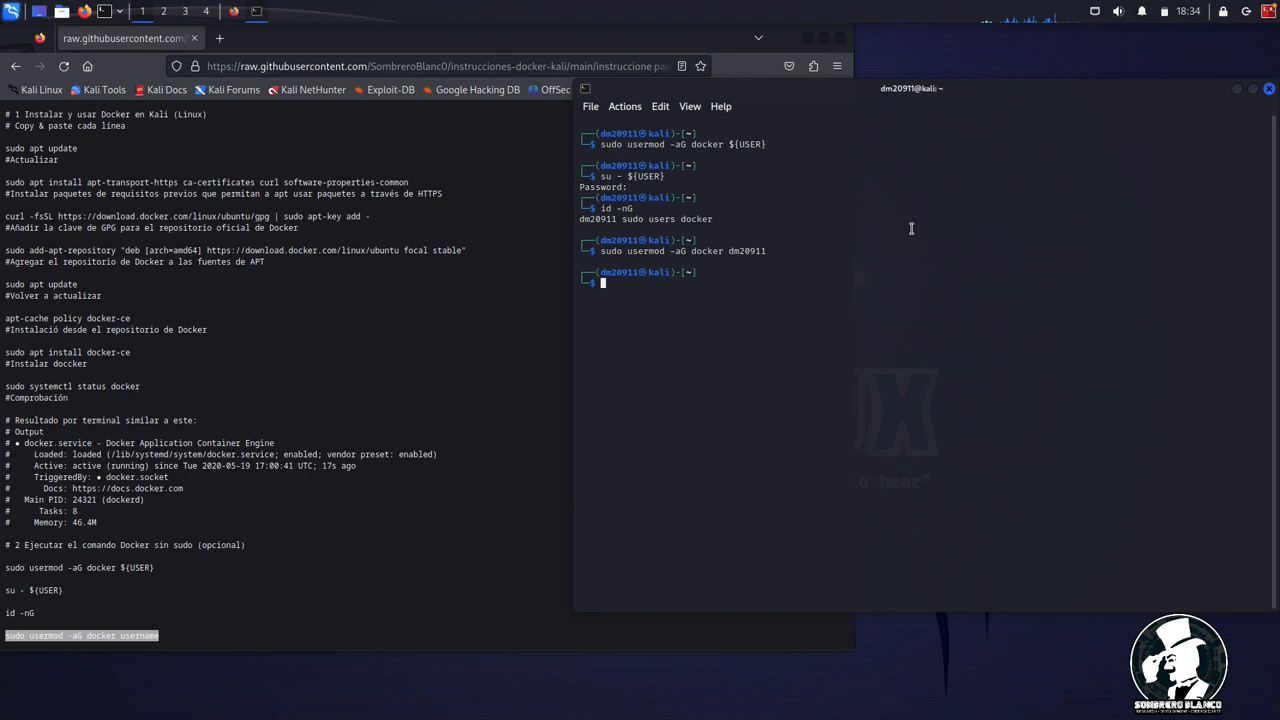 1 2 3 4
18:34
raw.githubusercontent.com/
https://raw.githubusercontent.com/SombreroBlanc0/instrucciones-docker-kali/main/instruccione par
Kali Linux Kali Tools Kali Docs Kali Forums Kali NetHunter Exploit-DB Google Hacking DB OffSec
# 1 Instalar y usar Docker en Kali (Linux)
# Copy & paste cada línea
sudo apt update
#Actualizar
sudo apt install apt-transport-https ca-certificates curl software-properties-common
#Instalar paquetes de requisitos previos que permitan a apt usar paquetes a través de HTTPS
curl -fsSL https://download.docker.com/linux/ubuntu/gpg | sudo apt-key add -
#Añadir la clave de GPG para el repositorio oficial de Docker
sudo add-apt-repository "deb [arch=amd64] https://download.docker.com/linux/ubuntu focal stable"
#Agregar el repositorio de Docker a las fuentes de APT
sudo apt update
#Volver a actualizar
apt-cache policy docker-ce
#Instalació desde el repositorio de Docker
sudo apt install docker-ce
#Instalar doccker
sudo systemctl status docker
#Comprobación
# Resultado por terminal similar a este:
# Output
# ● docker.service - Docker Application Container Engine
# Loaded: loaded (/lib/systemd/system/docker.service; enabled; vendor preset: enabled)
# Active: active (running) since Tue 2020-05-19 17:00:41 UTC; 17s ago
# TriggeredBy: ● docker.socket
# Docs: https://docs.docker.com
# Main PID: 24321 (dockerd)
# Tasks: 8
# Memory: 46.4M
# 2 Ejecutar el comando Docker sin sudo (opcional)
sudo usermod -aG docker ${USER}
su - ${USER}
id -nG
sudo usermod -aG docker username
dm20911@kali: ~
File Actions Edit View Help
┌──(dm20911㉿kali)-[~]
└─$ sudo usermod -aG docker ${USER}
┌──(dm20911㉿kali)-[~]
└─$ su - ${USER}
Password:
┌──(dm20911㉿kali)-[~]
└─$ id -nG
dm20911 sudo users docker
┌──(dm20911㉿kali)-[~]
└─$ sudo usermod -aG docker dm20911
┌──(dm20911㉿kali)-[~]
└─$
o hear"
SOMBRERO BLANCO
RESEARCH - DEVELOPMENT - CYBERSECURITY